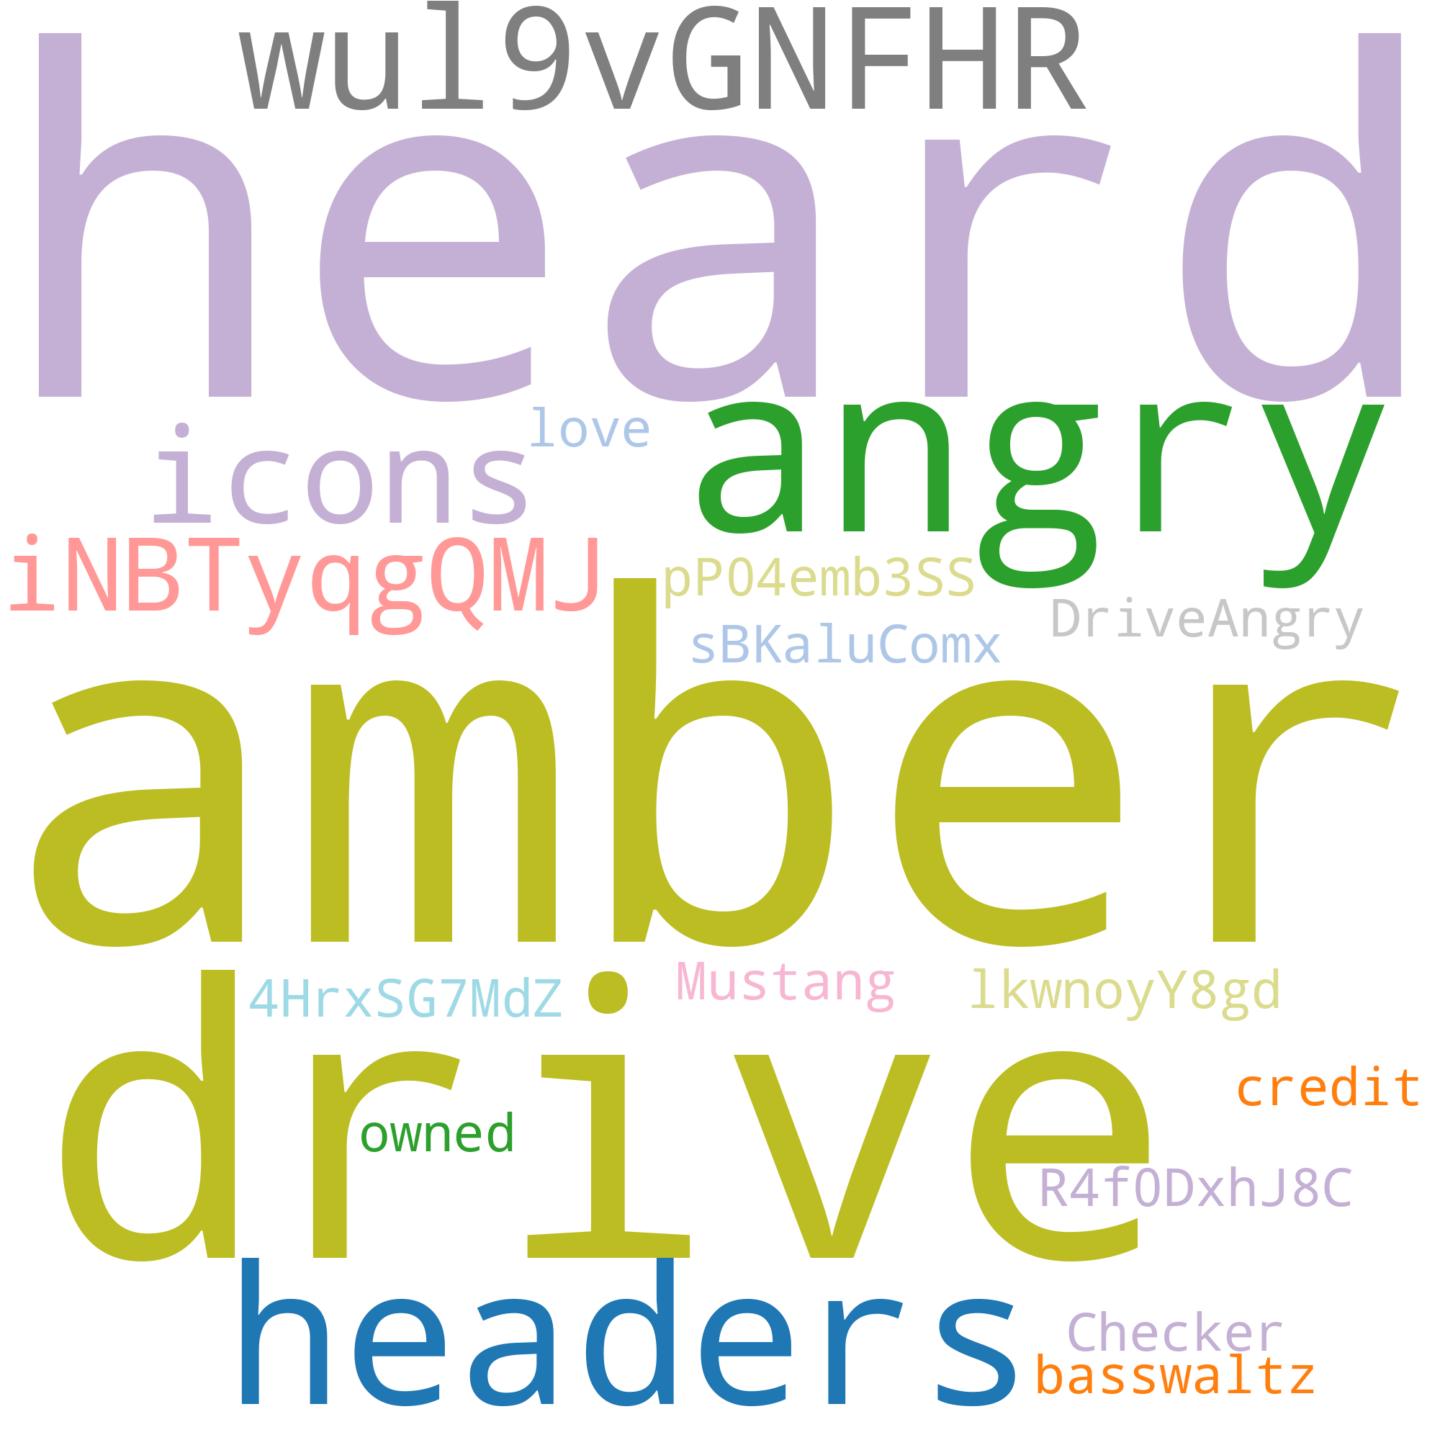 wul9vGNFHR
heard
love
angry
icons
iNBTyqgQMJ
pPO4emb3SS
DriveAngry
sBKaluComx
amber
4HrxSG7MdZ
Mustang
lkwnoyY8gd
drive
credit
owned
R4f0DxhJ8C
headers
Checker
basswaltz